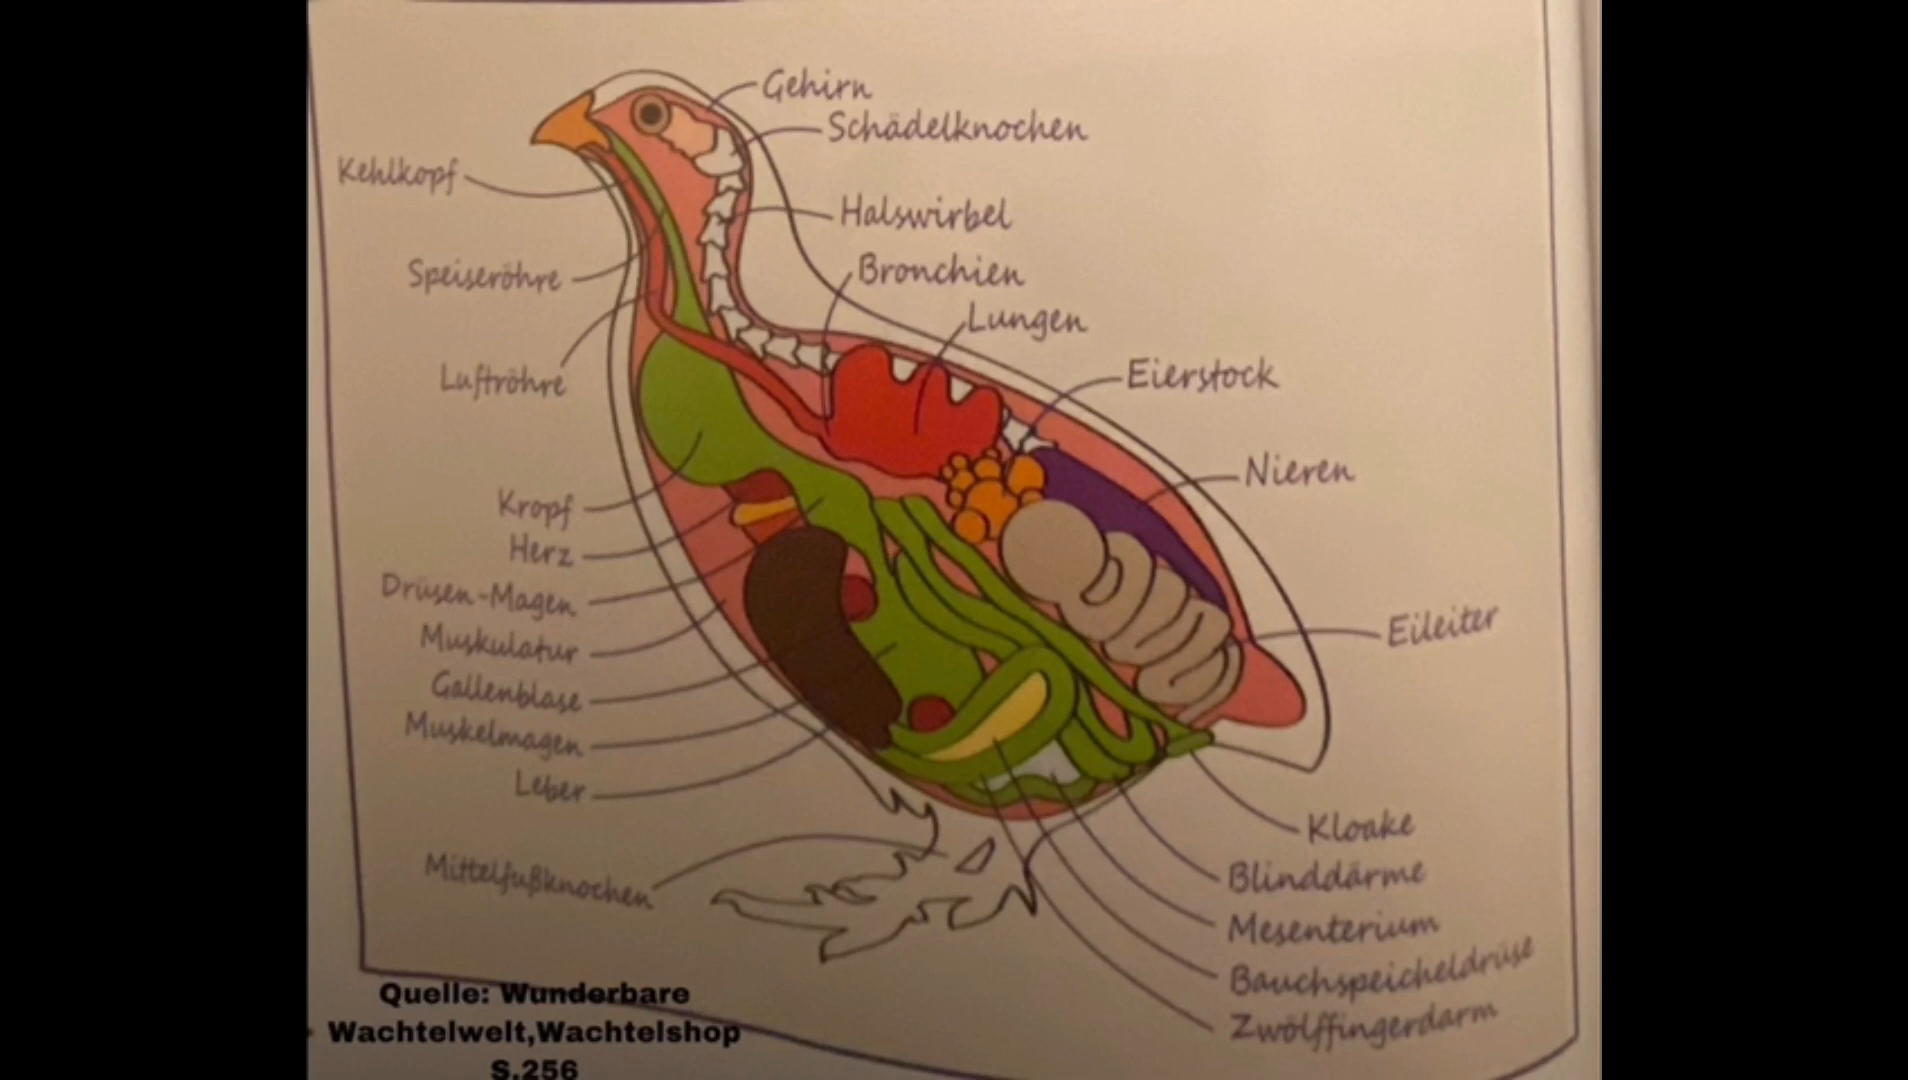 Gehirn
Schädelknochen
Kehlkopf
Halswirbel
Bronchien
Speiseröhre
Lungen
Luftröhre
Eierstock
Nieren
Kropf
Herz
Drüsen-Magen
Muskulatur
Eileiter
Gallenblase
Muskelmagen
Leber
Kloake
Mittelfußknochen
Blinddärme
Mesenterium
Bauchspeicheldrüse
Zwölffingerdarm
Quelle: Wunderbare
Wachtelwelt,Wachtelshop
S.256